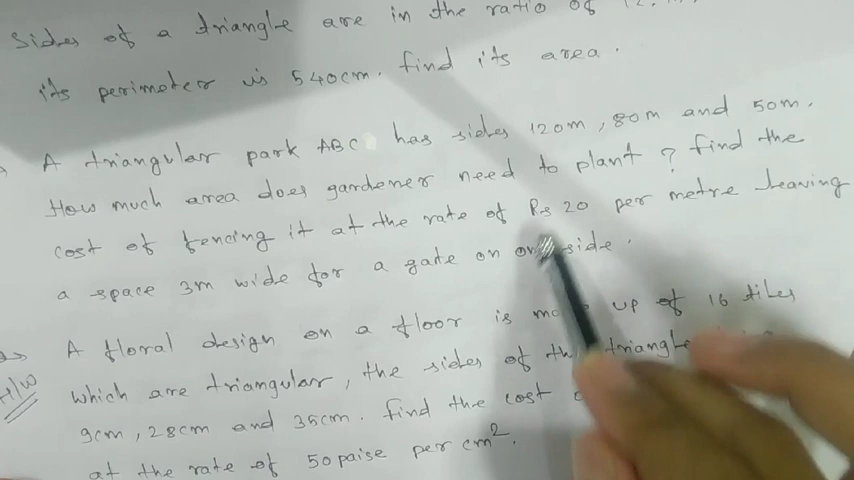 Sides of a triangle are in the ratio of 12:
its perimeter is 540cm. find its area.
A triangular park ABC has sides 120m, 80m and 50m.
How much area does gardener need to plant? find the
cost of fencing it at the rate of Rs 20 per metre leaving
a space 3m wide for a gate on one side.
A floral design on a floor is made up of 16 tiles
H/W which are triangular, the sides of the triangle
9cm, 28cm and 35cm. find the cost
at the rate of 50 paise per cm².